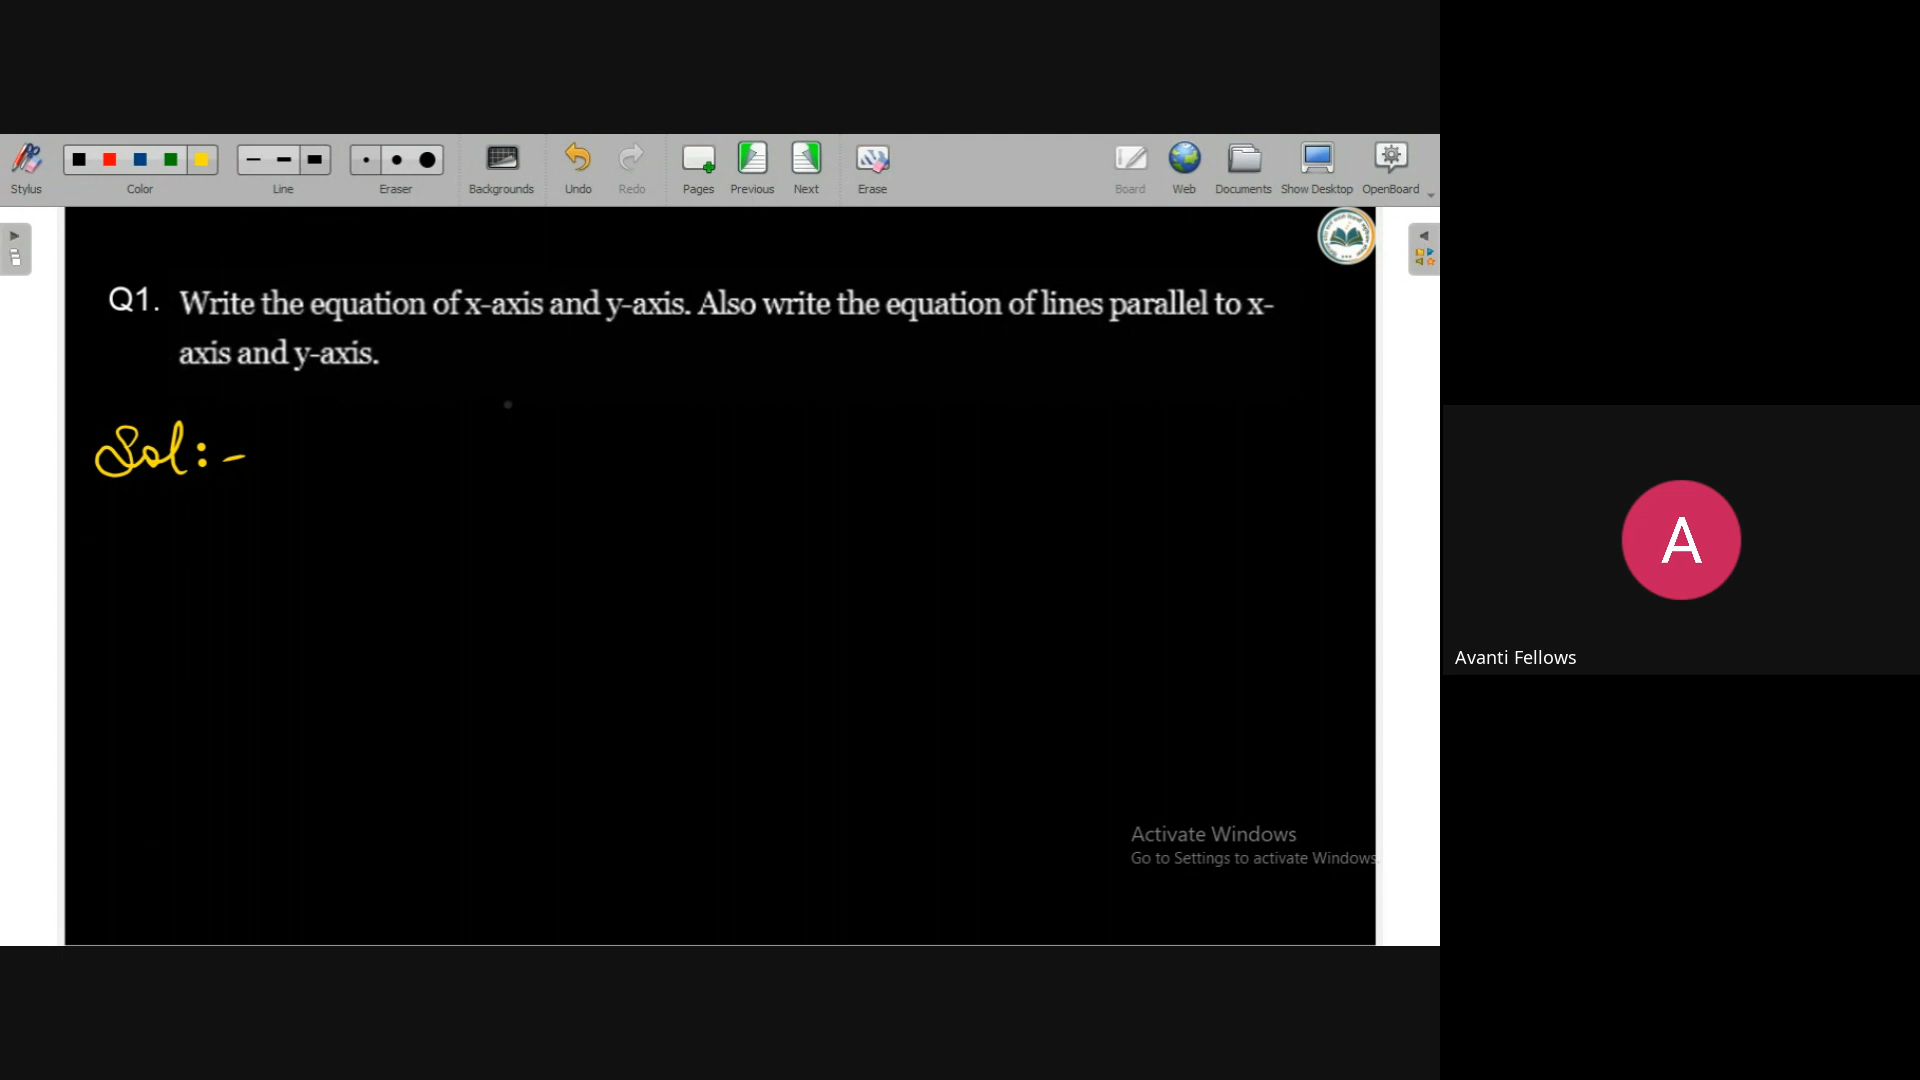 Stylus
Color
Line
Eraser
Backgrounds
Undo
Redo
Pages
Previous
Next
Erase
Board
Web
Documents
Show Desktop
OpenBoard
Q1. Write the equation of x-axis and y-axis. Also write the equation of lines parallel to x-
axis and y-axis.
Sol:-
A
Avanti Fellows
Activate Windows
Go to Settings to activate Windows.